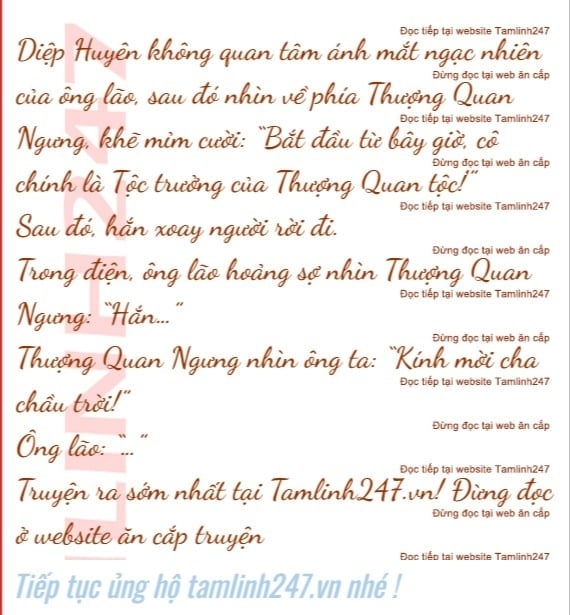 Đọc tiếp tại website Tamlinh247
Diệp Huyên không quan tâm ánh mắt ngạc nhiên
Đừng đọc tại web ăn cắp
của ông lão, sau đó nhìn về phía Thượng Quan
Đọc tiếp tại website Tamlinh247
Ngưng, khẽ mỉm cười: “Bắt đầu từ bây giờ, cô
Đừng đọc tại web ăn cắp
chính là Tộc trưởng của Thượng Quan tộc!”
Đọc tiếp tại website Tamlinh247
Sau đó, hắn xoay người rời đi.
Đừng đọc tại web ăn cắp
Trong điện, ông lão hoảng sợ nhìn Thượng Quan
Đọc tiếp tại website Tamlinh247
Ngưng: “Hắn...”
Đừng đọc tại web ăn cắp
Thượng Quan Ngưng nhìn ông ta: “Kính mời cha
Đọc tiếp tại website Tamlinh247
chầu trời!”
Đừng đọc tại web ăn cắp
Ông lão: “...”
Đọc tiếp tại website Tamlinh247
Truyện ra sớm nhất tại Tamlinh247.vn! Đừng đọc
Đừng đọc tại web ăn cắp
ở website ăn cắp truyện
Đọc tiếp tại website Tamlinh247
Tiếp tục ủng hộ tamlinh247.vn nhé !
LINH247